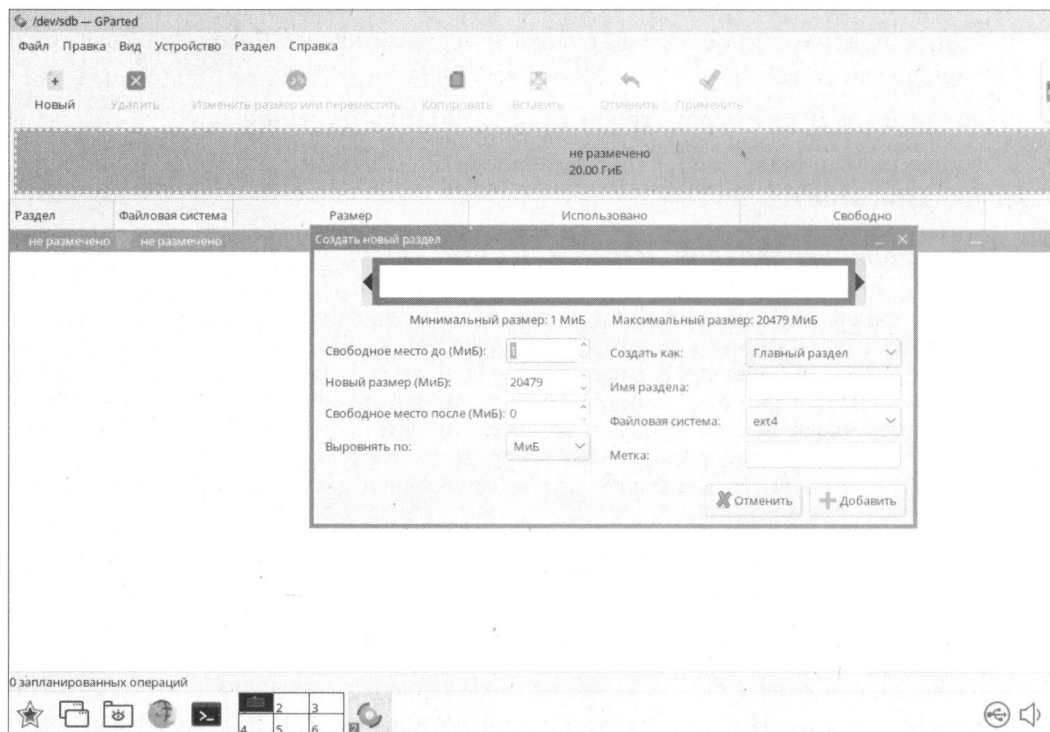 /dev/sdb — GParted
Файл Правка Вид Устройство Раздел Справка
Новый Удалить Изменить размер или переместить Копировать Вставить Отменить Применить
не размечено
20.00 ГиБ
Раздел Файловая система Размер Использовано Свободно
не размечено не размечено ---
Создать новый раздел
Минимальный размер: 1 МиБ Максимальный размер: 20479 МиБ
Свободное место до (МиБ): 1 Создать как: Главный раздел
Новый размер (МиБ): 20479 Имя раздела:
Свободное место после (МиБ): 0 Файловая система: ext4
Выровнять по: МиБ Метка:
Отменить Добавить
0 запланированных операций
2 3
4 5 6 2